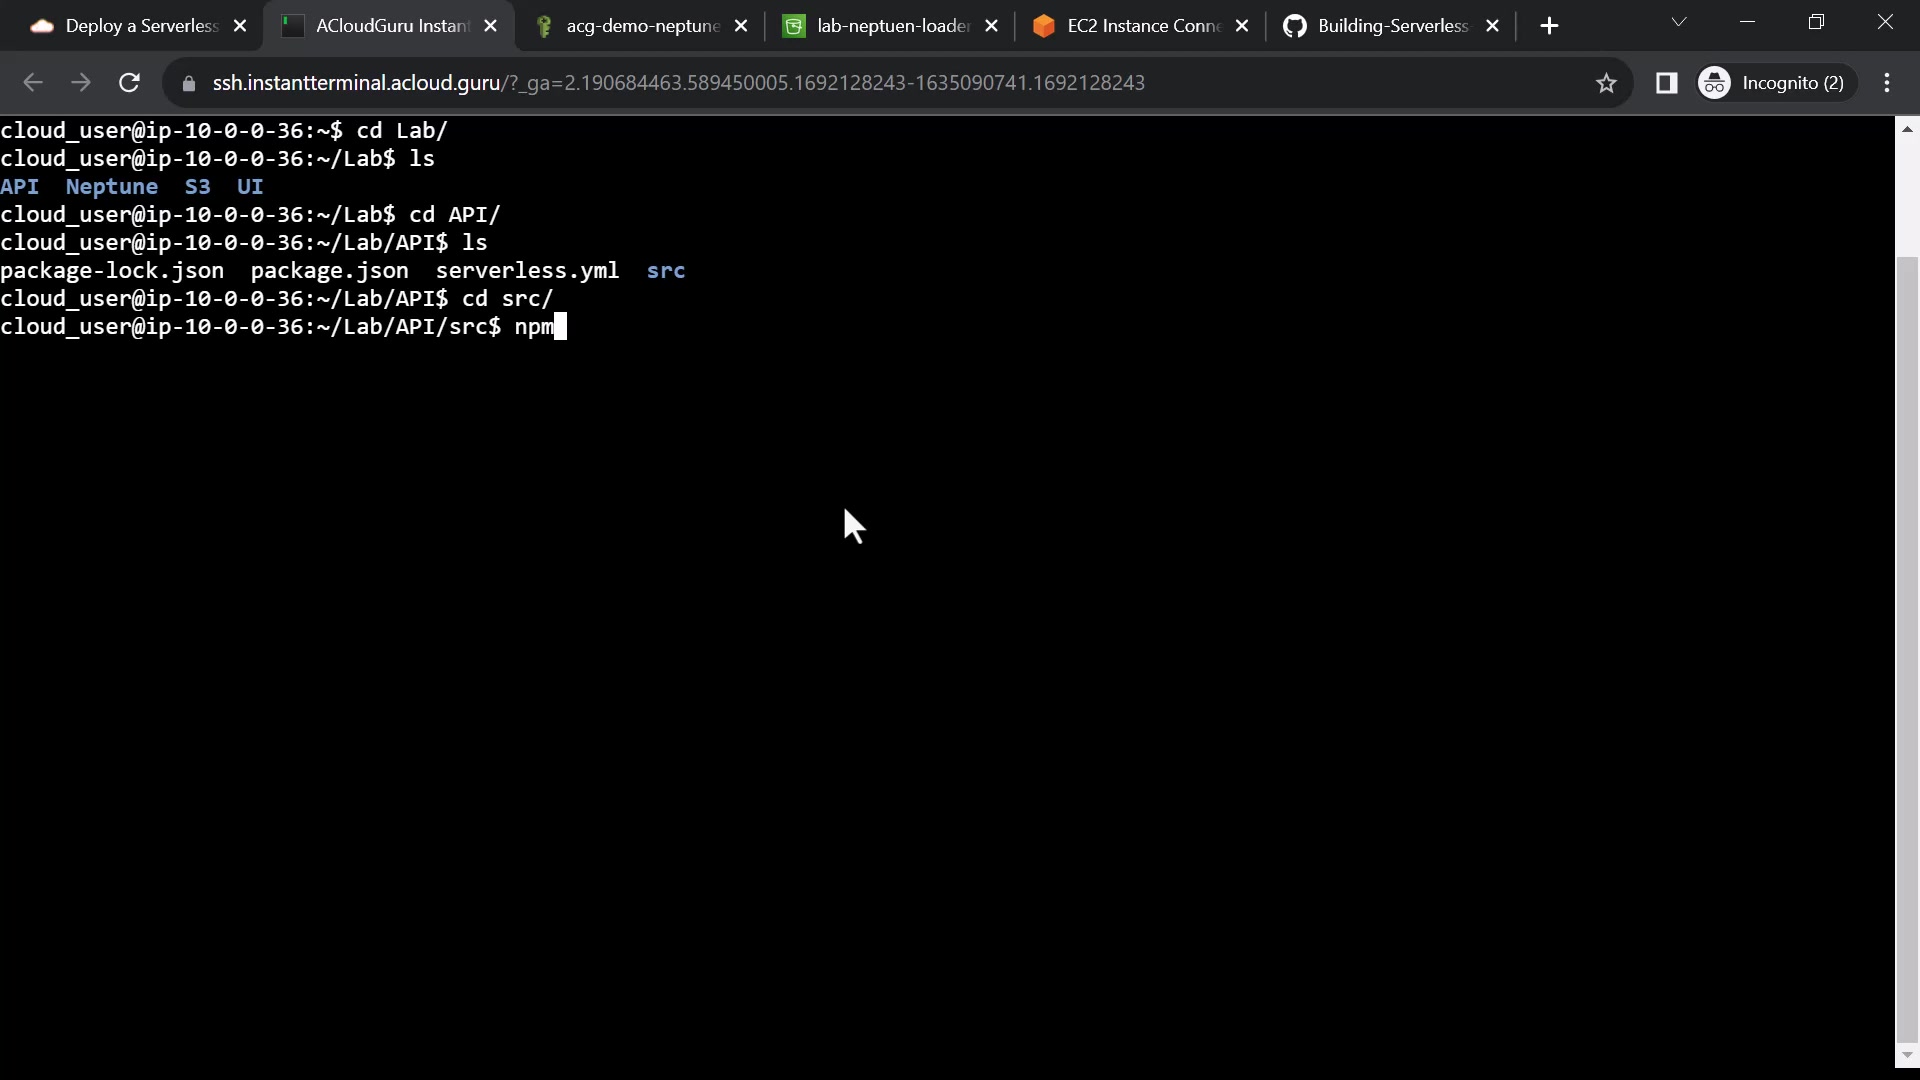 Deploy a Serverless
ACloudGuru Instant
acg-demo-neptune
lab-neptuen-loader
EC2 Instance Conne
Building-Serverless-
ssh.instantterminal.acloud.guru/?_ga=2.190684463.589450005.1692128243-1635090741.1692128243
Incognito (2)
cloud_user@ip-10-0-0-36:~$ cd Lab/
cloud_user@ip-10-0-0-36:~/Lab$ ls
API  Neptune  S3  UI
cloud_user@ip-10-0-0-36:~/Lab$ cd API/
cloud_user@ip-10-0-0-36:~/Lab/API$ ls
package-lock.json  package.json  serverless.yml  src
cloud_user@ip-10-0-0-36:~/Lab/API$ cd src/
cloud_user@ip-10-0-0-36:~/Lab/API/src$ npm